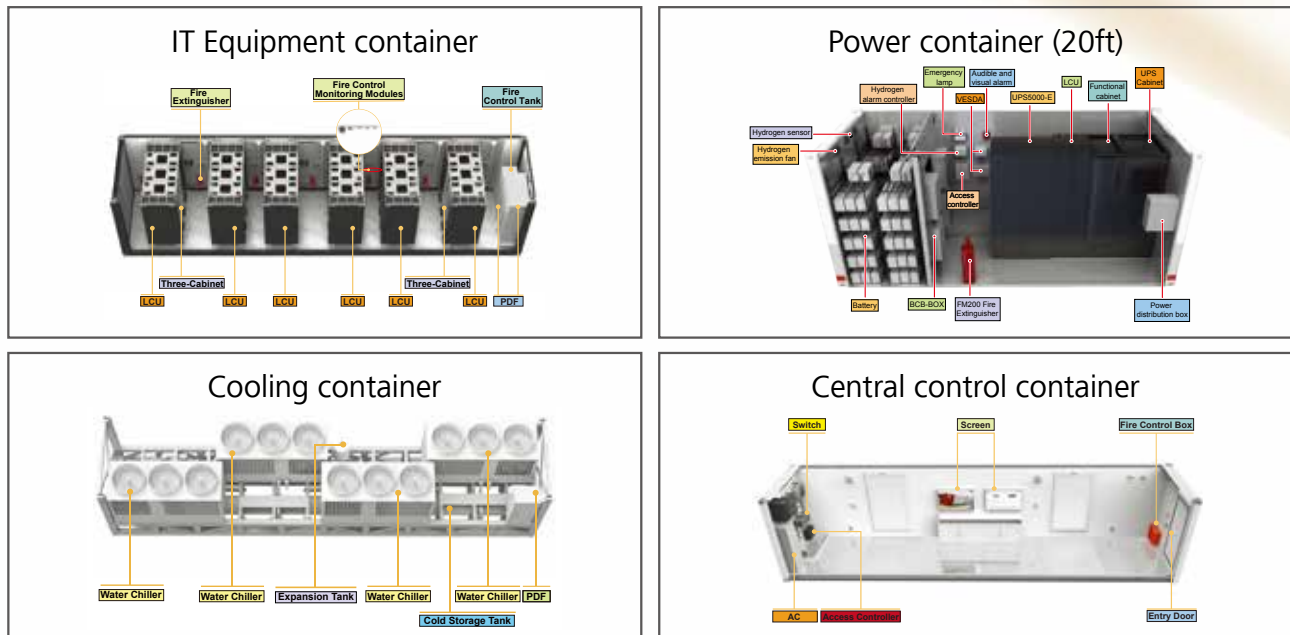 IT Equipment container
Fire
Extinguisher
Fire Control
Monitoring Modules
Fire
Control Tank
Three-Cabinet
Three-Cabinet
LCU
LCU
LCU
LCU
LCU
LCU
PDF
Power container (20ft)
Emergency
lamp
Audible and
visual alarm
LCU
UPS
Cabinet
Hydrogen
alarm controller
VESDA
UPS5000-E
Functional
cabinet
Hydrogen sensor
Hydrogen
emission fan
Access
controller
Battery
BCB-BOX
FM200 Fire
Extinguisher
Power
distribution box
Cooling container
Water Chiller
Water Chiller
Expansion Tank
Water Chiller
Water Chiller
PDF
Cold Storage Tank
Central control container
Switch
Screen
Fire Control Box
AC
Access Controller
Entry Door